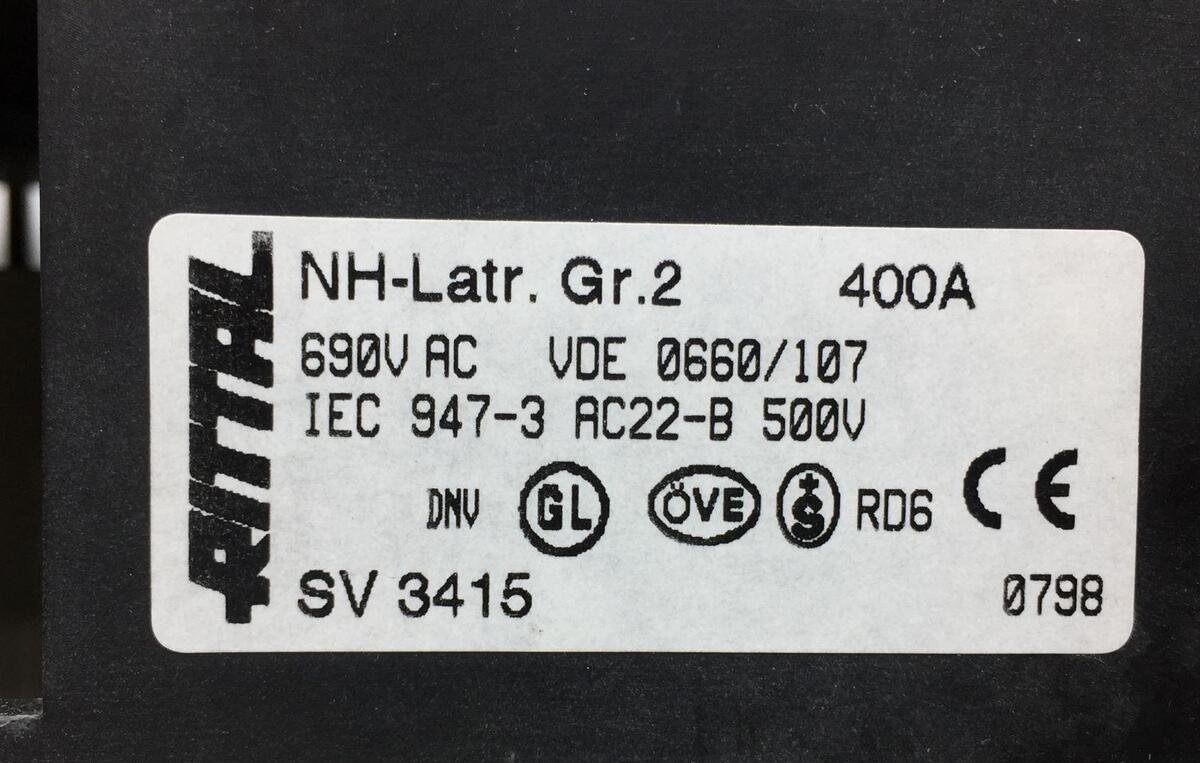 RITTAL
NH-Latr. Gr.2 400A
690V AC VDE 0660/107
IEC 947-3 AC22-B 500V
DNV GL ÖVE +S RD6 CE
SV 3415 0798